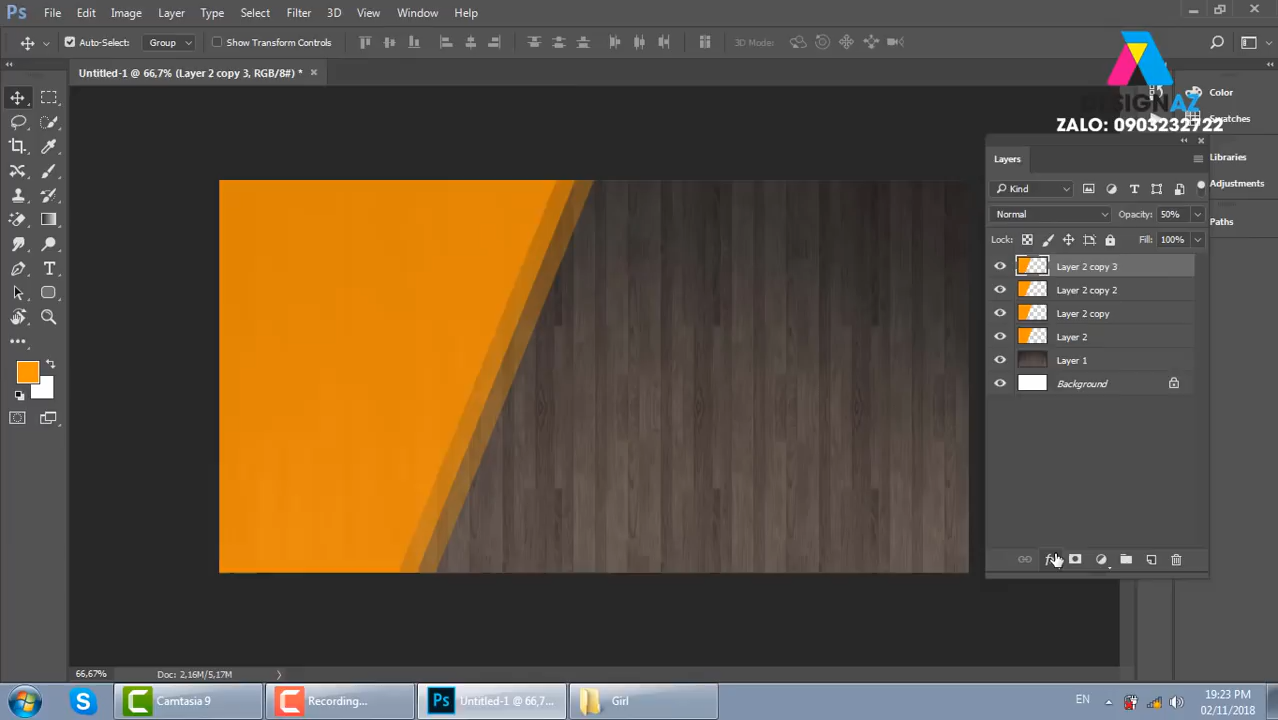 Ps File Edit Image Layer Type Select Filter 3D View Window Help
Auto-Select: Group Show Transform Controls 3D Mode:
Untitled-1 @ 66,7% (Layer 2 copy 3, RGB/8#) *
DESIGNAZ
ZALO: 0903232722
Color
Swatches
Libraries
Adjustments
Paths
Layers
Kind
Normal Opacity: 50%
Lock: Fill: 100%
Layer 2 copy 3
Layer 2 copy 2
Layer 2 copy
Layer 2
Layer 1
Background
66,67% Doc: 2,16M/5,17M
Camtasia 9 Recording... Ps Untitled-1 @ 66,7... Girl EN 19:23 PM
02/11/2018